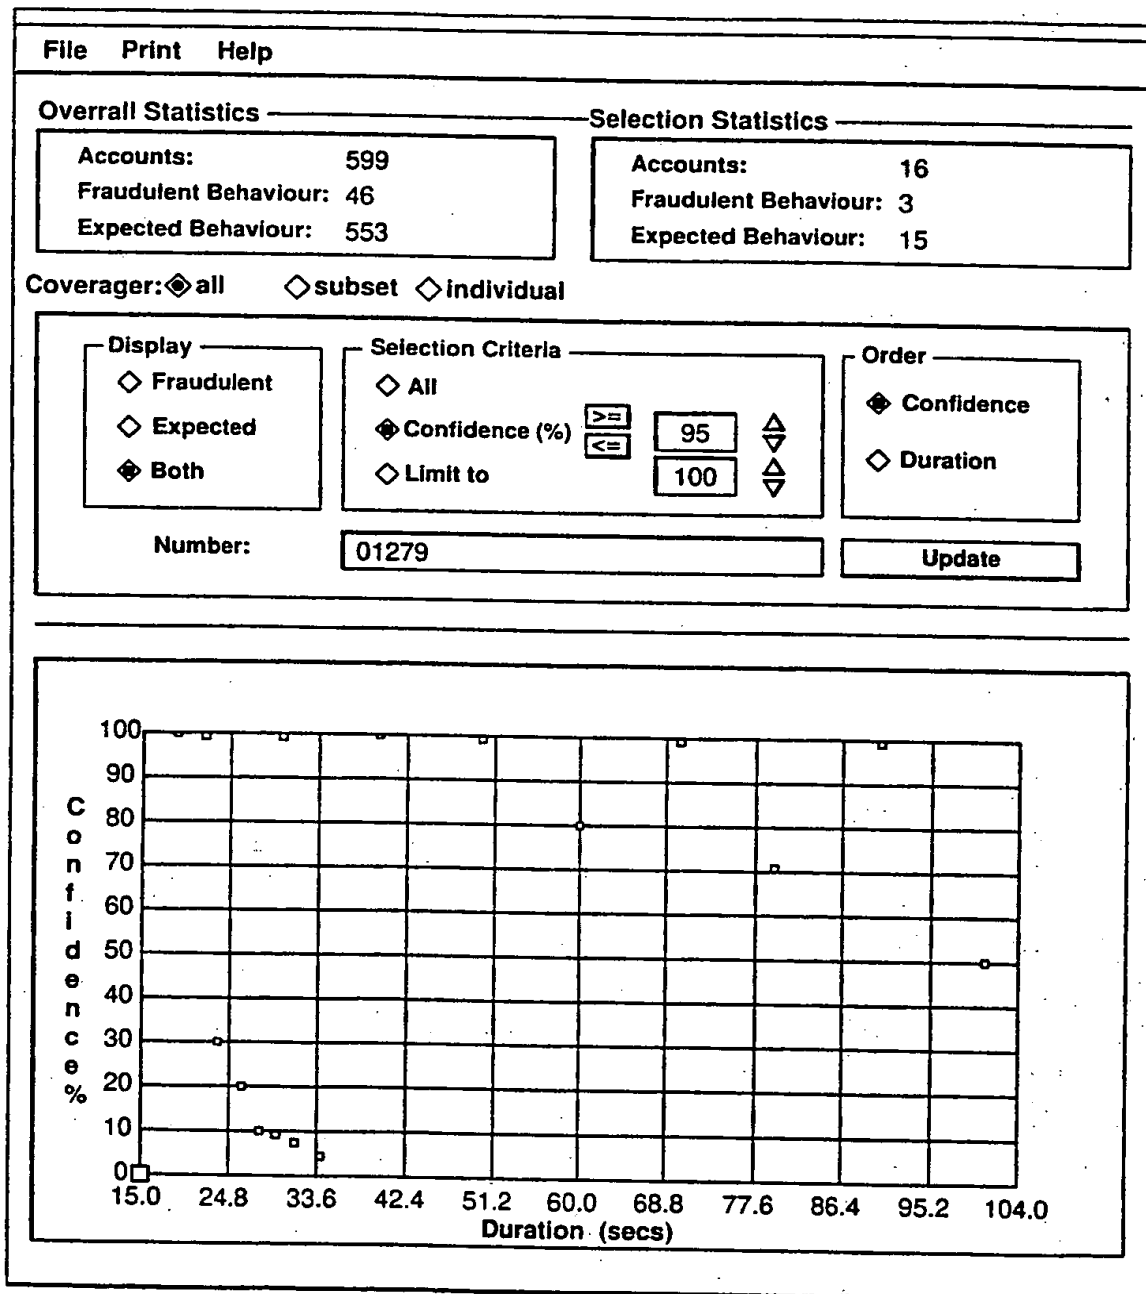 File Print Help
Overrall Statistics
Accounts: 599
Fraudulent Behaviour: 46
Expected Behaviour: 553
Selection Statistics
Accounts: 16
Fraudulent Behaviour: 3
Expected Behaviour: 15
Coverager: all subset individual
Display
Fraudulent
Expected
Both
Selection Criteria
All
Confidence (%) >= <= 95
Limit to 100
Order
Confidence
Duration
Number: 01279
Update
Confidence%
100
90
80
70
60
50
40
30
20
10
0
15.0 24.8 33.6 42.4 51.2 60.0 68.8 77.6 86.4 95.2 104.0
Duration (secs)